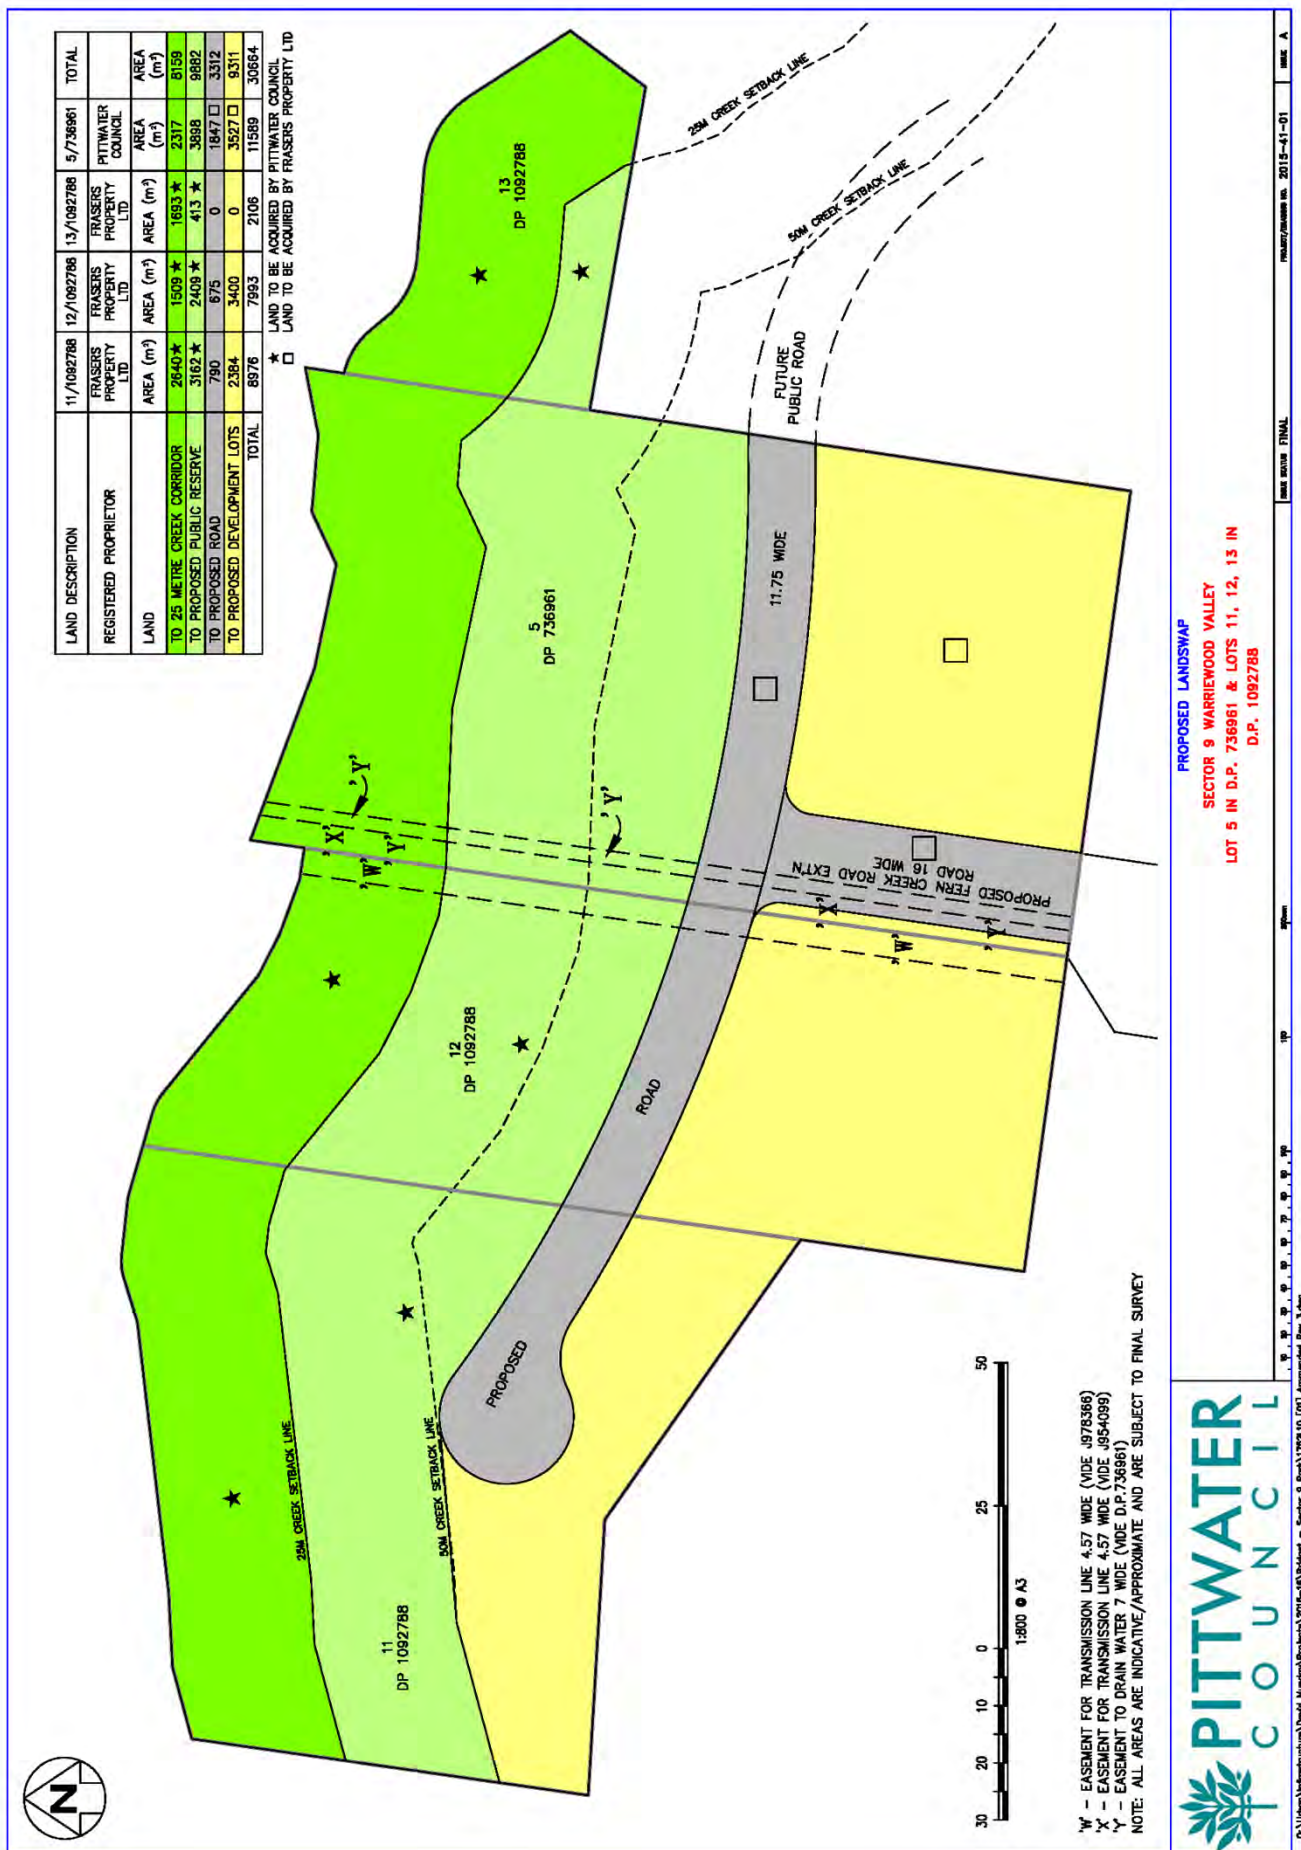 LAND DESCRIPTION 11/1092788 12/1092788 13/1092788 5/736961 TOTAL
REGISTERED PROPRIETOR FRASERS PROPERTY LTD FRASERS PROPERTY LTD FRASERS PROPERTY LTD PITTWATER COUNCIL
LAND AREA (m²) AREA (m²) AREA (m²) AREA (m²) AREA (m²)
TO 25 METRE CREEK CORRIDOR 2640★ 1509★ 1693★ 2317 8159
TO PROPOSED PUBLIC RESERVE 3162★ 2409★ 413★ 3898 9882
TO PROPOSED ROAD 790 675 0 1847□ 3312
TO PROPOSED DEVELOPMENT LOTS 2384 3400 0 3527□ 9311
TOTAL 8976 7993 2106 11589 30664
★ LAND TO BE ACQUIRED BY PITTWATER COUNCIL
□ LAND TO BE ACQUIRED BY FRASERS PROPERTY LTD
N
13
DP 1092788
25M CREEK SETBACK LINE
50M CREEK SETBACK LINE
FUTURE
PUBLIC ROAD
11.75 WIDE
5
DP 736961
'Y'
'X'
'W'
'Y'
'Y'
12
DP 1092788
PROPOSED
FERN CREEK ROAD EXT'N
ROAD 16 WIDE
'X'
'W'
'Y'
ROAD
PROPOSED
25M CREEK SETBACK LINE
50M CREEK SETBACK LINE
11
DP 1092788
30 20 10 0 25 50
1:800 @ A3
'W' - EASEMENT FOR TRANSMISSION LINE 4.57 WIDE (VIDE J978366)
'X' - EASEMENT FOR TRANSMISSION LINE 4.57 WIDE (VIDE J954099)
'Y' - EASEMENT TO DRAIN WATER 7 WIDE (VIDE D.P.736961)
NOTE: ALL AREAS ARE INDICATIVE/APPROXIMATE AND ARE SUBJECT TO FINAL SURVEY
PITTWATER
COUNCIL
PROPOSED LANDSWAP
SECTOR 9 WARRIEWOOD VALLEY
LOT 5 IN D.P. 736961 & LOTS 11, 12, 13 IN
D.P. 1092788
ISSUE STATUS FINAL
PROJECT/DRAWING NO. 2015-41-01
ISSUE A